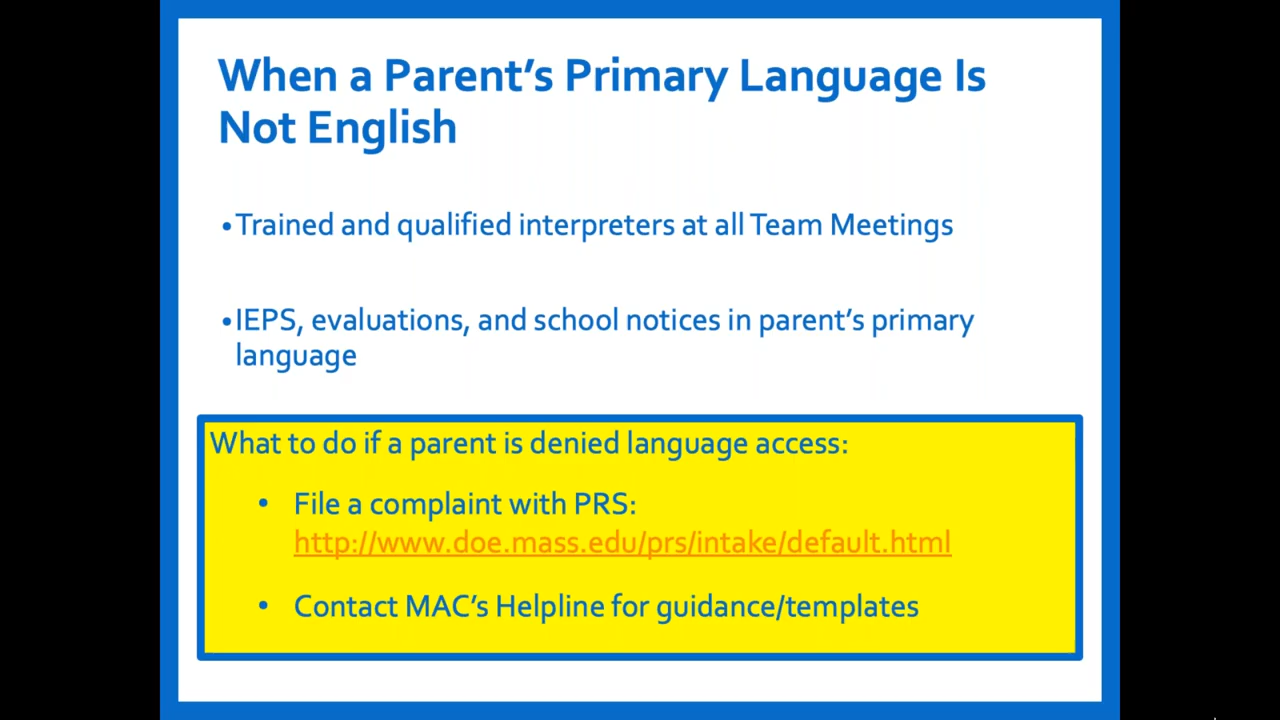 When a Parent’s Primary Language Is
Not English
•Trained and qualified interpreters at all Team Meetings
•IEPS, evaluations, and school notices in parent’s primary
language
What to do if a parent is denied language access:
• File a complaint with PRS:
http://www.doe.mass.edu/prs/intake/default.html
• Contact MAC’s Helpline for guidance/templates